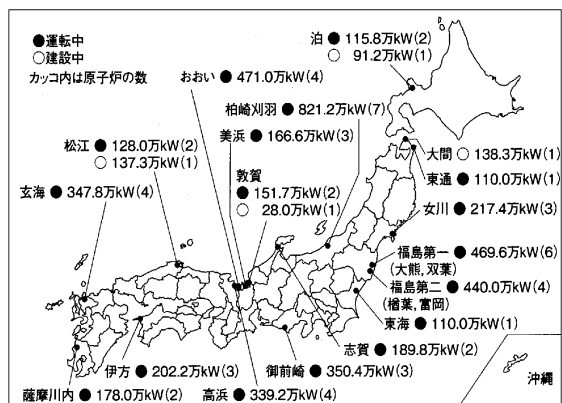 ●運転中
○建設中
カッコ内は原子炉の数
泊 ● 115.8万kW(2)
○ 91.2万kW(1)
おおい ● 471.0万kW(4)
柏崎刈羽 ● 821.2万kW(7)
美浜 ● 166.6万kW(3)
松江 ● 128.0万kW(2)
○ 137.3万kW(1)
敦賀
● 151.7万kW(2)
○ 28.0万kW(1)
大間 ○ 138.3万kW(1)
東通 ● 110.0万kW(1)
玄海 ● 347.8万kW(4)
女川 ● 217.4万kW(3)
福島第一 ● 469.6万kW(6)
(大熊,双葉)
福島第二 ● 440.0万kW(4)
(楢葉,富岡)
東海 ● 110.0万kW(1)
志賀 ● 189.8万kW(2)
伊方 ● 202.2万kW(3)
御前崎 ● 350.4万kW(3)
沖縄
薩摩川内 ● 178.0万kW(2)
高浜 ● 339.2万kW(4)